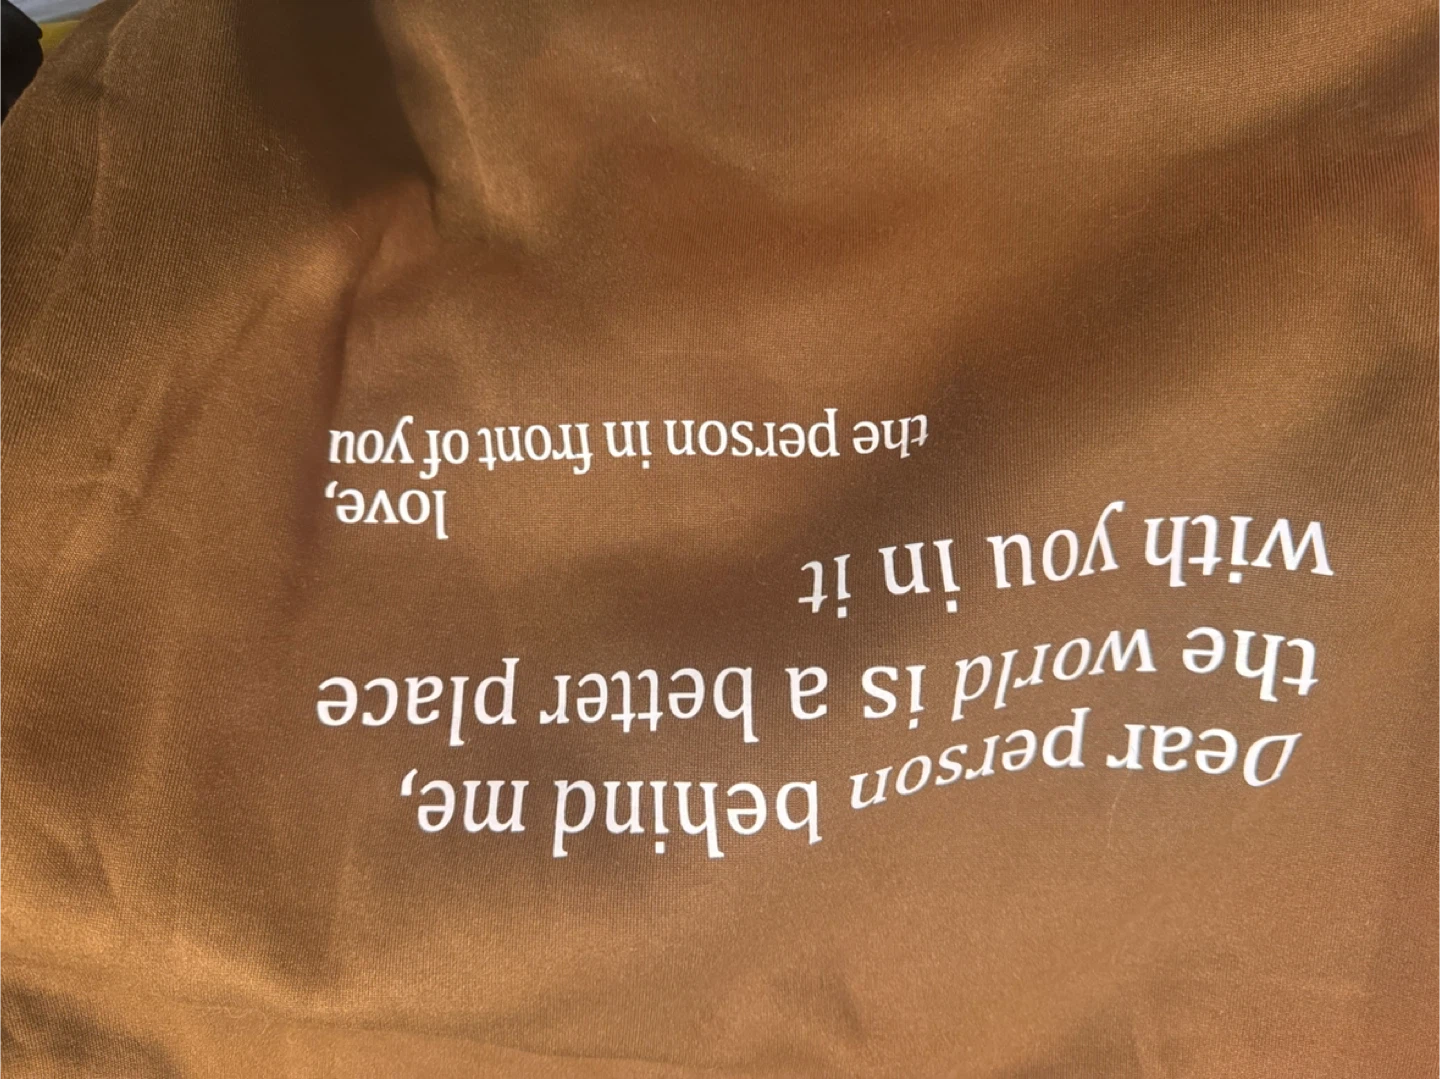 Dear person behind me,
the world is a better place
with you in it
love,
the person in front of you